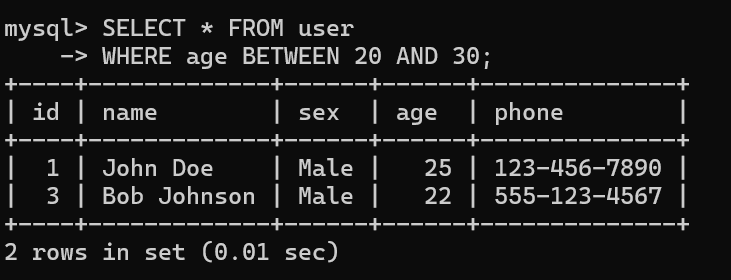 mysql> SELECT * FROM user
    -> WHERE age BETWEEN 20 AND 30;
+----+-------------+------+------+--------------+
| id | name        | sex  | age  | phone        |
+----+-------------+------+------+--------------+
|  1 | John Doe    | Male |   25 | 123-456-7890 |
|  3 | Bob Johnson | Male |   22 | 555-123-4567 |
+----+-------------+------+------+--------------+
2 rows in set (0.01 sec)